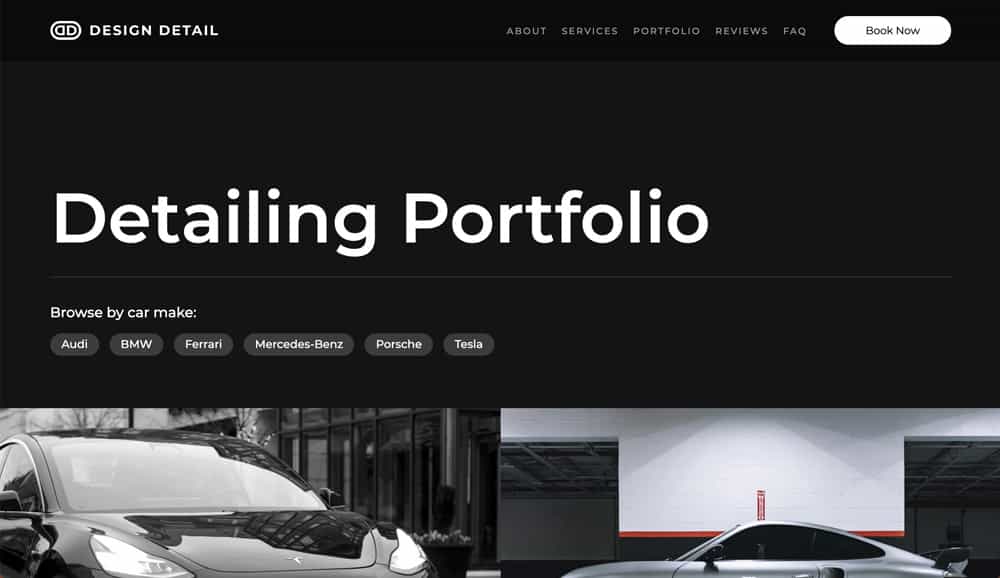 DESIGN DETAIL
ABOUT SERVICES PORTFOLIO REVIEWS FAQ Book Now
Detailing Portfolio
Browse by car make:
Audi BMW Ferrari Mercedes-Benz Porsche Tesla